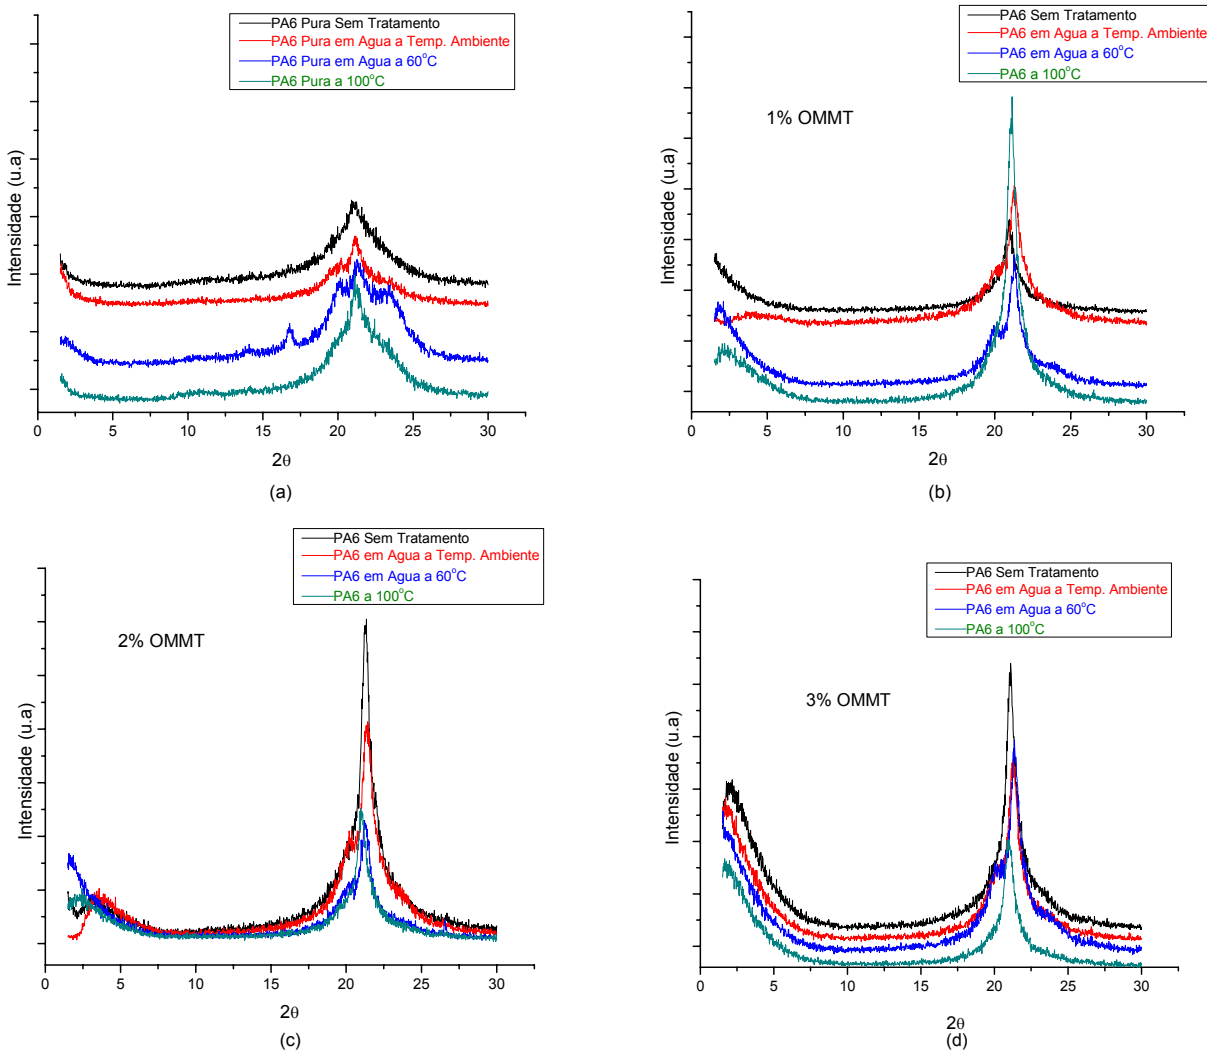 PA6 Pura Sem Tratamento
PA6 Pura em Agua a Temp. Ambiente
PA6 Pura em Agua a 60°C
PA6 Pura a 100°C
Intensidade (u.a)
0 5 10 15 20 25 30
2θ
(a)
PA6 Sem Tratamento
PA6 em Agua a Temp. Ambiente
PA6 em Agua a 60°C
PA6 a 100°C
1% OMMT
Intensidade (u.a)
0 5 10 15 20 25 30
2θ
(b)
PA6 Sem Tratamento
PA6 em Agua a Temp. Ambiente
PA6 em Agua a 60°C
PA6 a 100°C
2% OMMT
Intensidade (u.a)
0 5 10 15 20 25 30
2θ
(c)
PA6 Sem Tratamento
PA6 em Agua a Temp. Ambiente
PA6 em Agua a 60°C
PA6 a 100°C
3% OMMT
Intensidade (u.a)
0 5 10 15 20 25 30
2θ
(d)